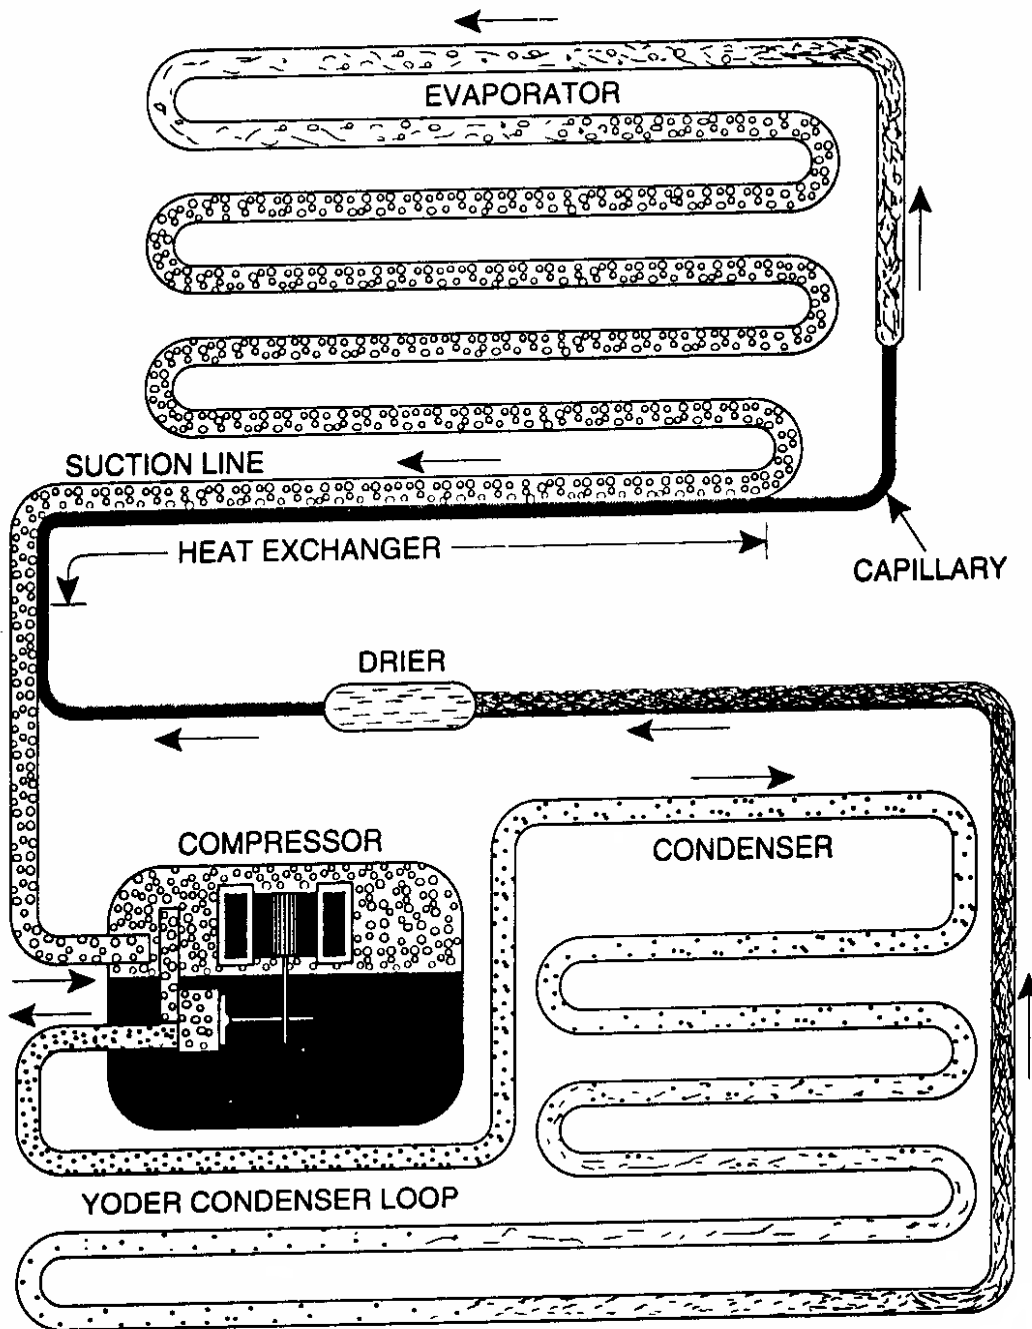 EVAPORATOR
SUCTION LINE
HEAT EXCHANGER
CAPILLARY
DRIER
COMPRESSOR
CONDENSER
YODER CONDENSER LOOP